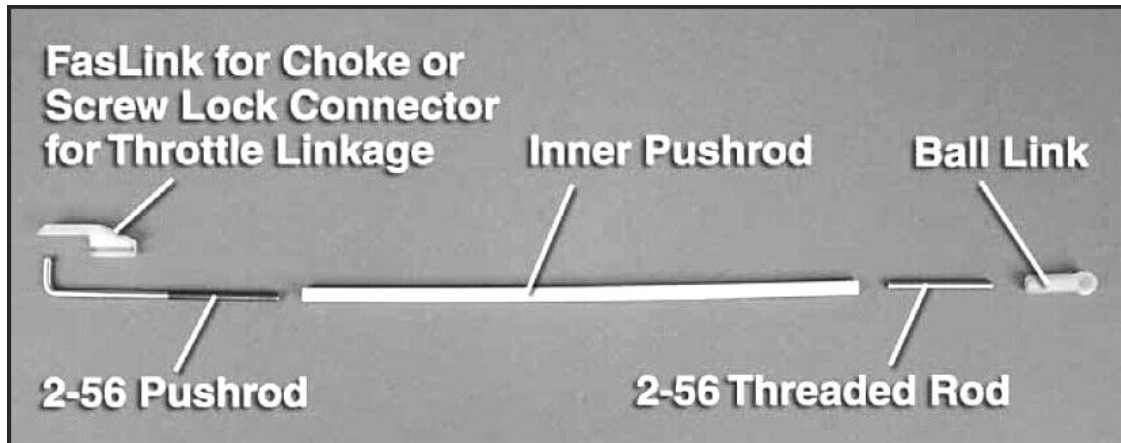 FasLink for Choke or
Screw Lock Connector
for Throttle Linkage
Inner Pushrod
Ball Link
2-56 Pushrod
2-56 Threaded Rod